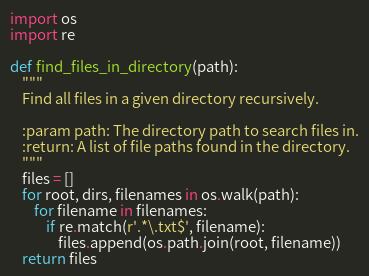 import os
import re

def find_files_in_directory(path):
    """
    Find all files in a given directory recursively.

    :param path: The directory path to search files in.
    :return: A list of file paths found in the directory.
    """
    files = []
    for root, dirs, filenames in os.walk(path):
        for filename in filenames:
            if re.match(r'.*\.txt$', filename):
                files.append(os.path.join(root, filename))
    return files